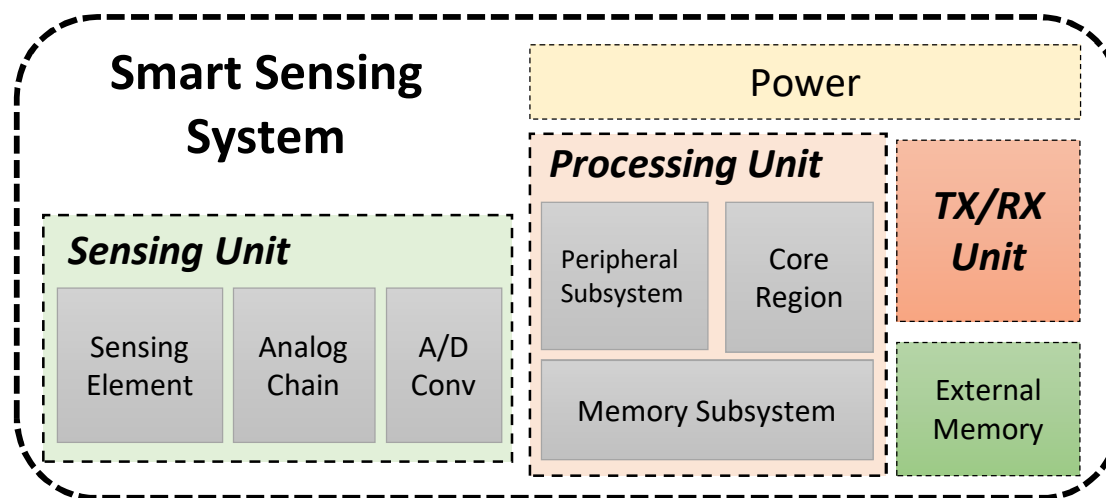 Smart Sensing
System
Power
Processing Unit
Peripheral
Subsystem
Core
Region
Memory Subsystem
TX/RX
Unit
External
Memory
Sensing Unit
Sensing
Element
Analog
Chain
A/D
Conv